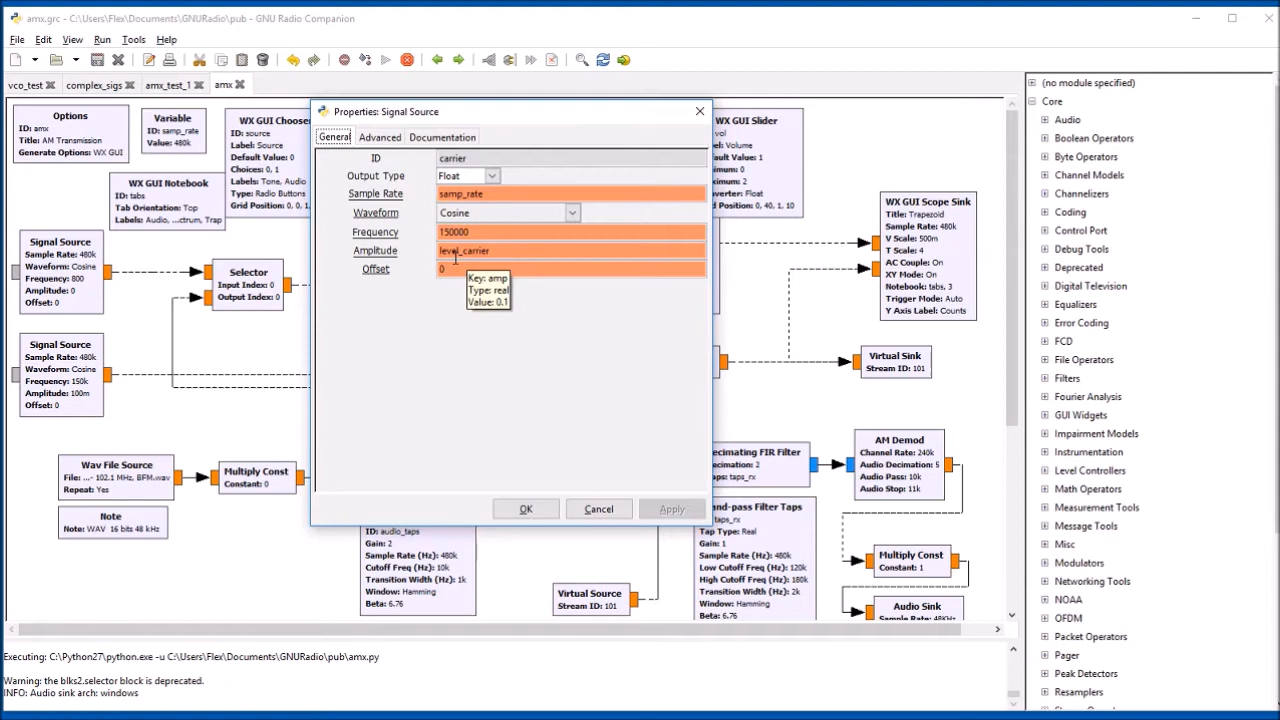 amx.grc - C:\Users\Flex\Documents\GNURadio\pub - GNU Radio Companion
File Edit View Run Tools Help
vco_test complex_sigs amx_test_1 amx
Options
ID: amx
Title: AM Transmission
Generate Options: WX GUI
Variable
ID: samp_rate
Value: 480k
WX GUI Choose
ID: source
Label: Source
Default Value: 0
Choices: 0, 1
Labels: Tone, Audio
Type: Radio Buttons
Grid Position: 0, 0, 1,
WX GUI Notebook
ID: tabs
Tab Orientation: Top
Labels: Audio, ...ctrum, Trap
Signal Source
Sample Rate: 480k
Waveform: Cosine
Frequency: 800
Amplitude: 0
Offset: 0
Selector
Input Index: 0
Output Index: 0
Signal Source
Sample Rate: 480k
Waveform: Cosine
Frequency: 150k
Amplitude: 100m
Offset: 0
Wav File Source
File: ...- 102.1 MHz, BFM.wav
Repeat: Yes
Multiply Const
Constant: 0
Note
Note: WAV 16 bits 48 kHz
Properties: Signal Source
General Advanced Documentation
ID carrier
Output Type Float
Sample Rate samp_rate
Waveform Cosine
Frequency 150000
Amplitude level_carrier
Offset 0
Key: amp
Type: real
Value: 0.1
OK Cancel Apply
WX GUI Slider
vol
Label: Volume
Default Value: 1
inimum: 0
aximum: 2
nverter: Float
Grid Position: 0, 40, 1, 10
WX GUI Scope Sink
Title: Trapezoid
Sample Rate: 480k
V Scale: 500m
T Scale: 4
AC Couple: On
XY Mode: On
Notebook: tabs, 3
Trigger Mode: Auto
Y Axis Label: Counts
Virtual Sink
Stream ID: 101
ecimating FIR Filter
ecimation: 2
aps: taps_rx
AM Demod
Channel Rate: 240k
Audio Decimation: 5
Audio Pass: 10k
Audio Stop: 11k
ID: audio_taps
Gain: 2
Sample Rate (Hz): 480k
Cutoff Freq (Hz): 10k
Transition Width (Hz): 1k
Window: Hamming
Beta: 6.76
Virtual Source
Stream ID: 101
nd-pass Filter Taps
taps_rx
Tap Type: Real
Gain: 1
Sample Rate (Hz): 480k
Low Cutoff Freq (Hz): 120k
High Cutoff Freq (Hz): 180k
Transition Width (Hz): 2k
Window: Hamming
Beta: 6.76
Multiply Const
Constant: 1
Audio Sink
Sample Rate: 48KHz
(no module specified)
Core
Audio
Boolean Operators
Byte Operators
Channel Models
Channelizers
Coding
Control Port
Debug Tools
Deprecated
Digital Television
Equalizers
Error Coding
FCD
File Operators
Filters
Fourier Analysis
GUI Widgets
Impairment Models
Instrumentation
Level Controllers
Math Operators
Measurement Tools
Message Tools
Misc
Modulators
Networking Tools
NOAA
OFDM
Packet Operators
Pager
Peak Detectors
Resamplers
Executing: C:\Python27\python.exe -u C:\Users\Flex\Documents\GNURadio\pub\amx.py
Warning: the blks2.selector block is deprecated.
INFO: Audio sink arch: windows